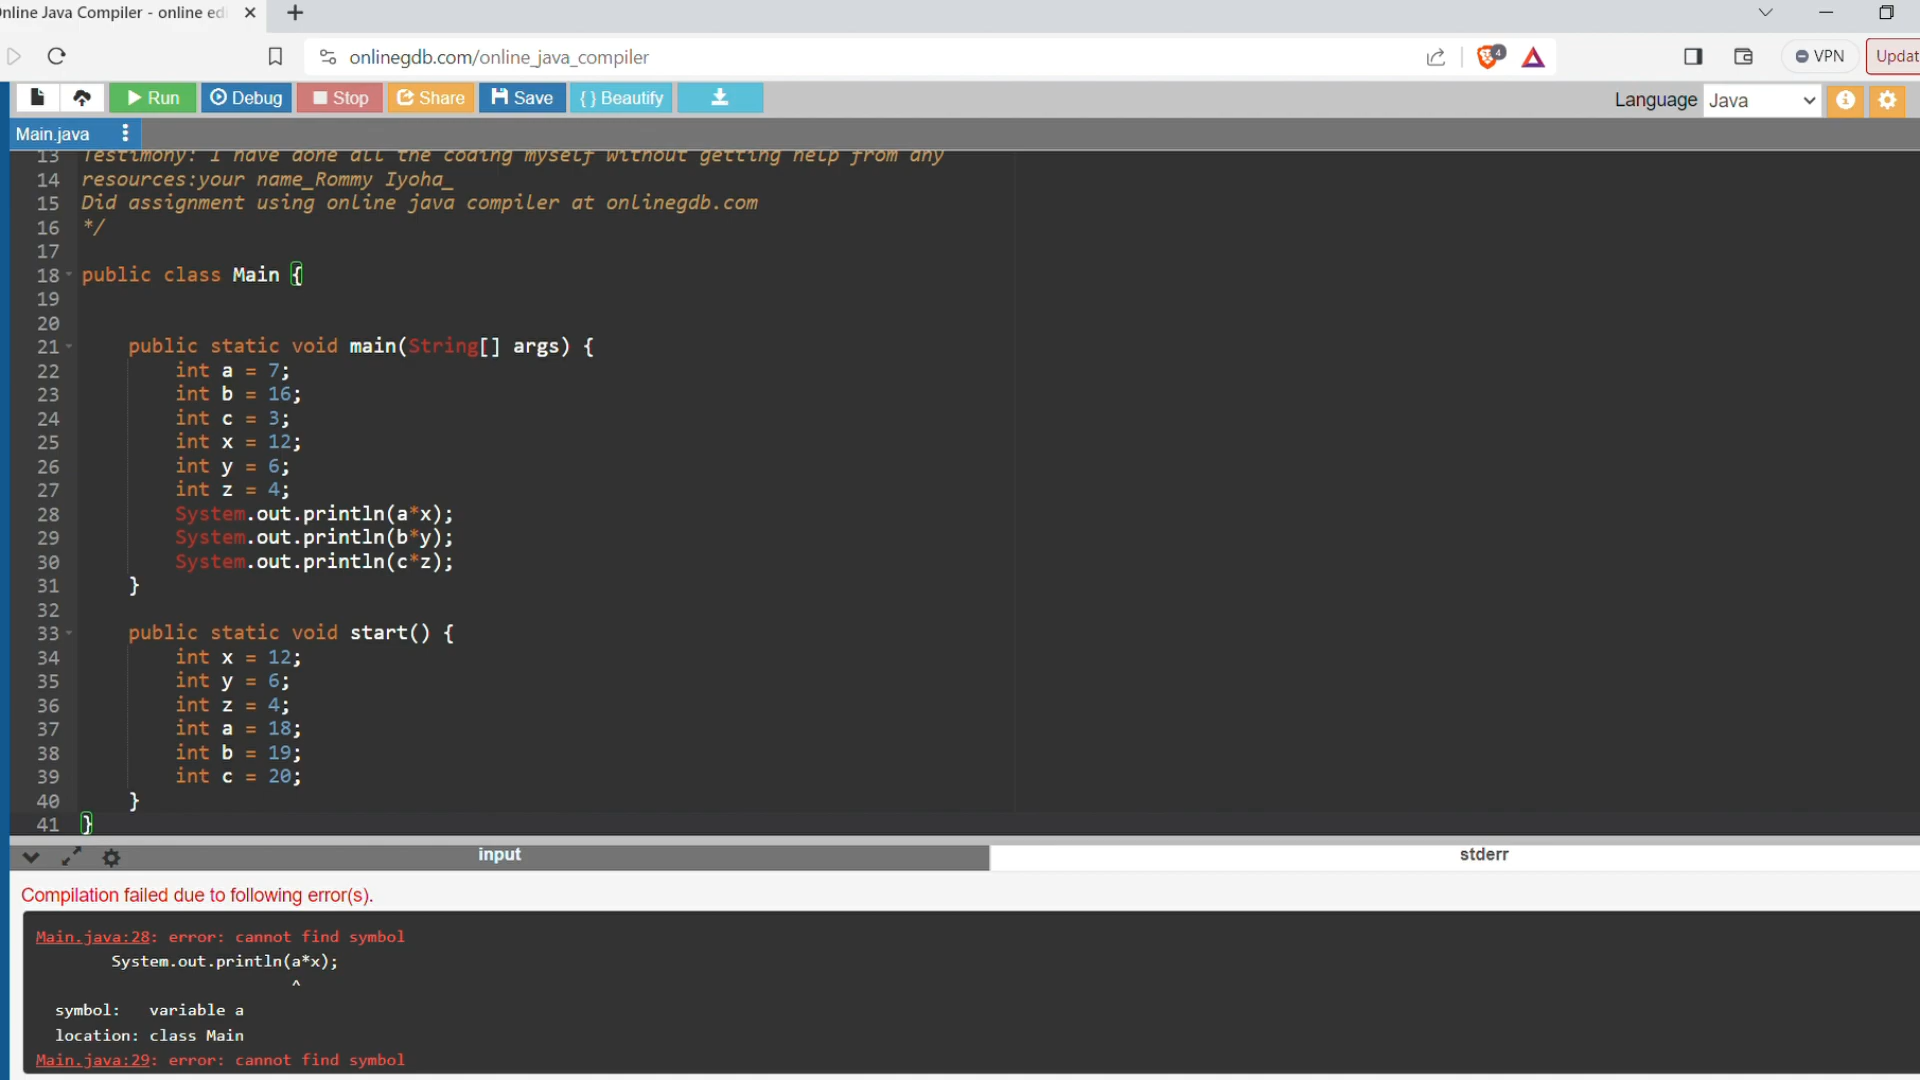 nline Java Compiler - online edi
onlinegdb.com/online_java_compiler
4
VPN
Updat
Run
Debug
Stop
Share
Save
{ } Beautify
Language
Java
Main.java
13 Testimony: I have done all the coding myself without getting help from any
14 resources:your name_Rommy Iyoha_
15 Did assignment using online java compiler at onlinegdb.com
16 */
17
18 public class Main {
19
20
21 public static void main(String[] args) {
22 int a = 7;
23 int b = 16;
24 int c = 3;
25 int x = 12;
26 int y = 6;
27 int z = 4;
28 System.out.println(a*x);
29 System.out.println(b*y);
30 System.out.println(c*z);
31 }
32
33 public static void start() {
34 int x = 12;
35 int y = 6;
36 int z = 4;
37 int a = 18;
38 int b = 19;
39 int c = 20;
40 }
41 }
input
stderr
Compilation failed due to following error(s).
Main.java:28: error: cannot find symbol
System.out.println(a*x);
^
symbol: variable a
location: class Main
Main.java:29: error: cannot find symbol